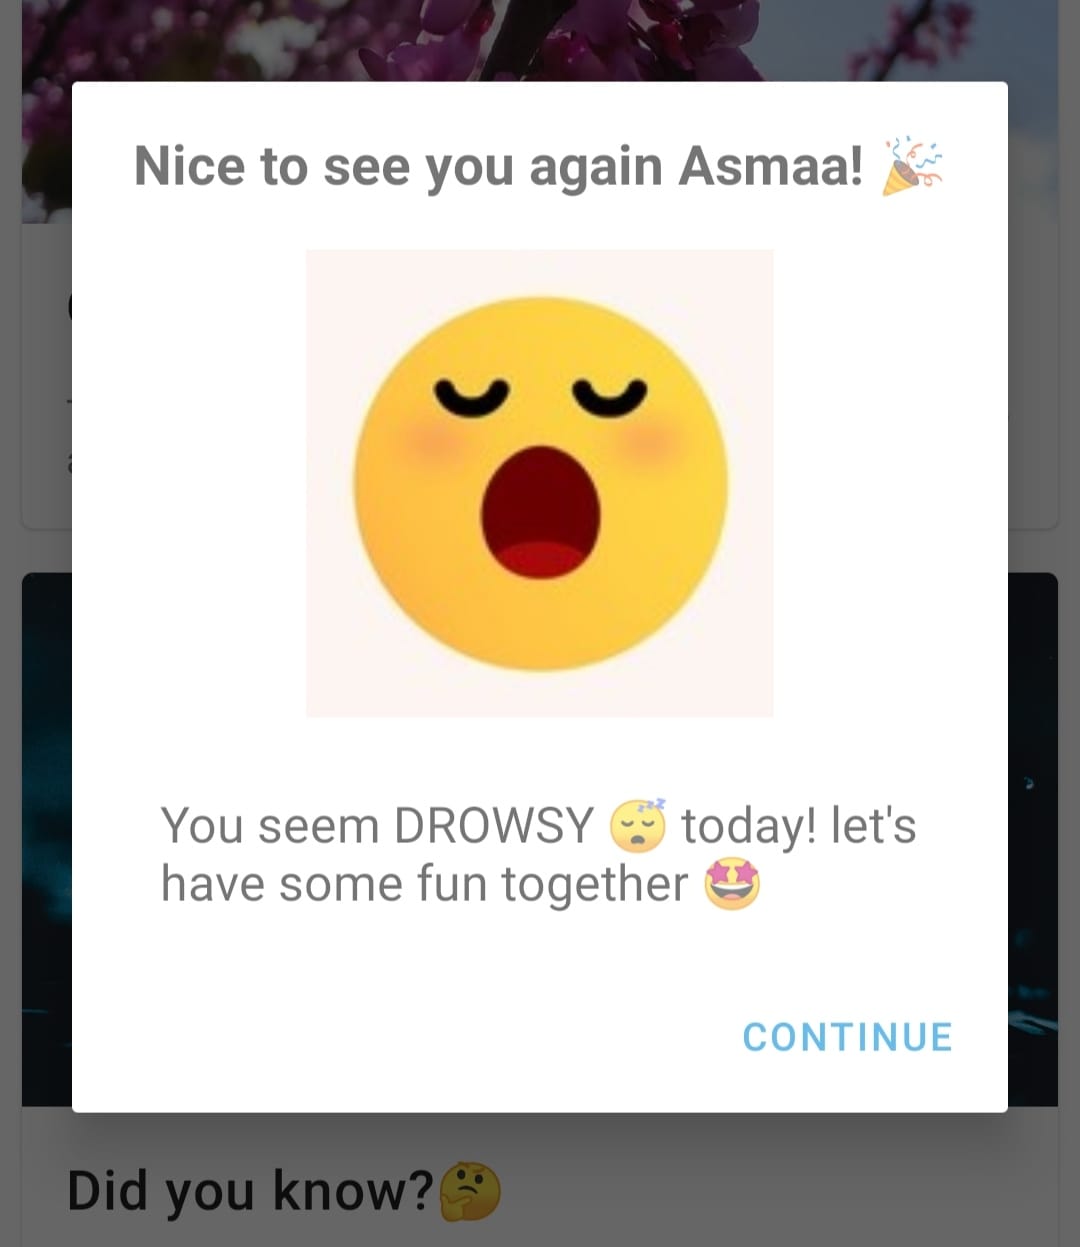 Nice to see you again Asmaa! 🎉
You seem DROWSY 😴 today! let's
have some fun together 🤩
CONTINUE
Did you know?🤔